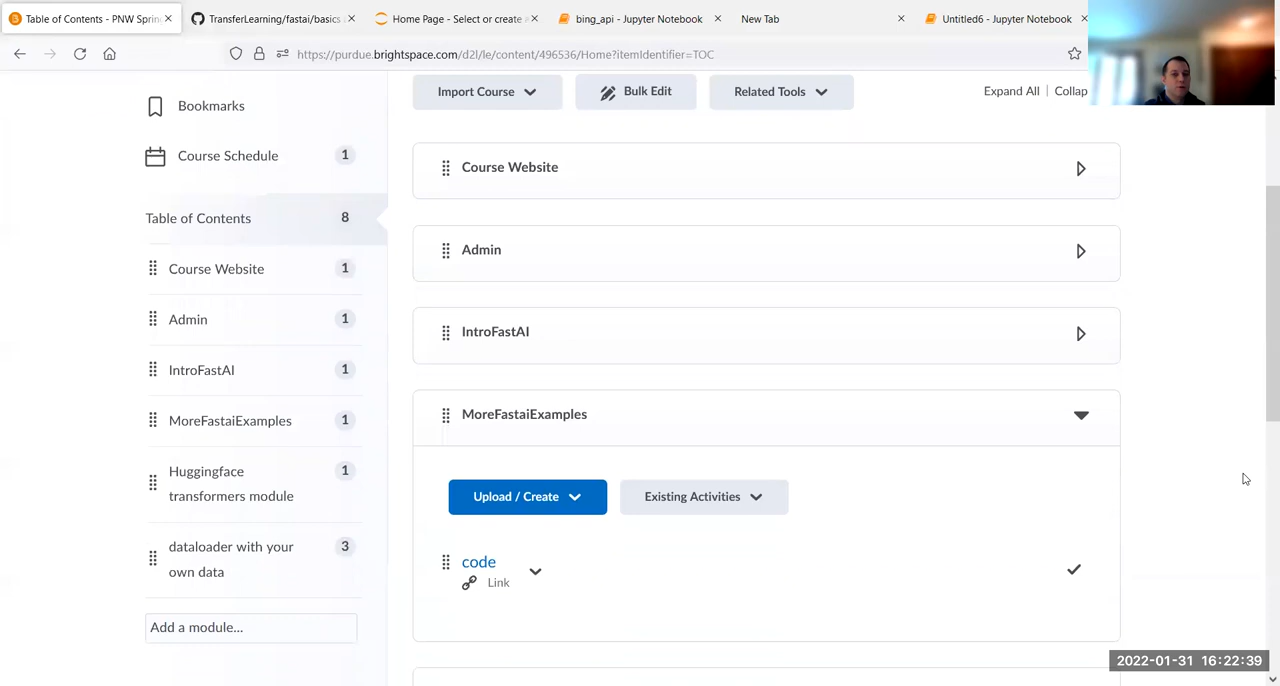 Table of Contents - PNW Sprin
TransferLearning/fastai/basics
Home Page - Select or create
bing_api - Jupyter Notebook
New Tab
Untitled6 - Jupyter Notebook
https://purdue.brightspace.com/d2l/le/content/496536/Home?itemIdentifier=TOC
Bookmarks
Course Schedule 1
Table of Contents 8
Course Website 1
Admin 1
IntroFastAI 1
MoreFastaiExamples 1
Huggingface
transformers module 1
dataloader with your
own data 3
Add a module...
Import Course
Bulk Edit
Related Tools
Expand All
Collap
Course Website
Admin
IntroFastAI
MoreFastaiExamples
Upload / Create
Existing Activities
code
Link
2022-01-31 16:22:39